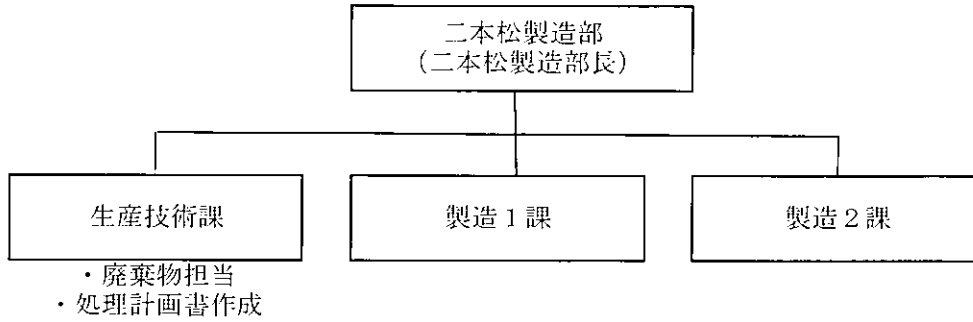 二本松製造部
(二本松製造部長)
生産技術課
製造1課
製造2課
・廃棄物担当
・処理計画書作成